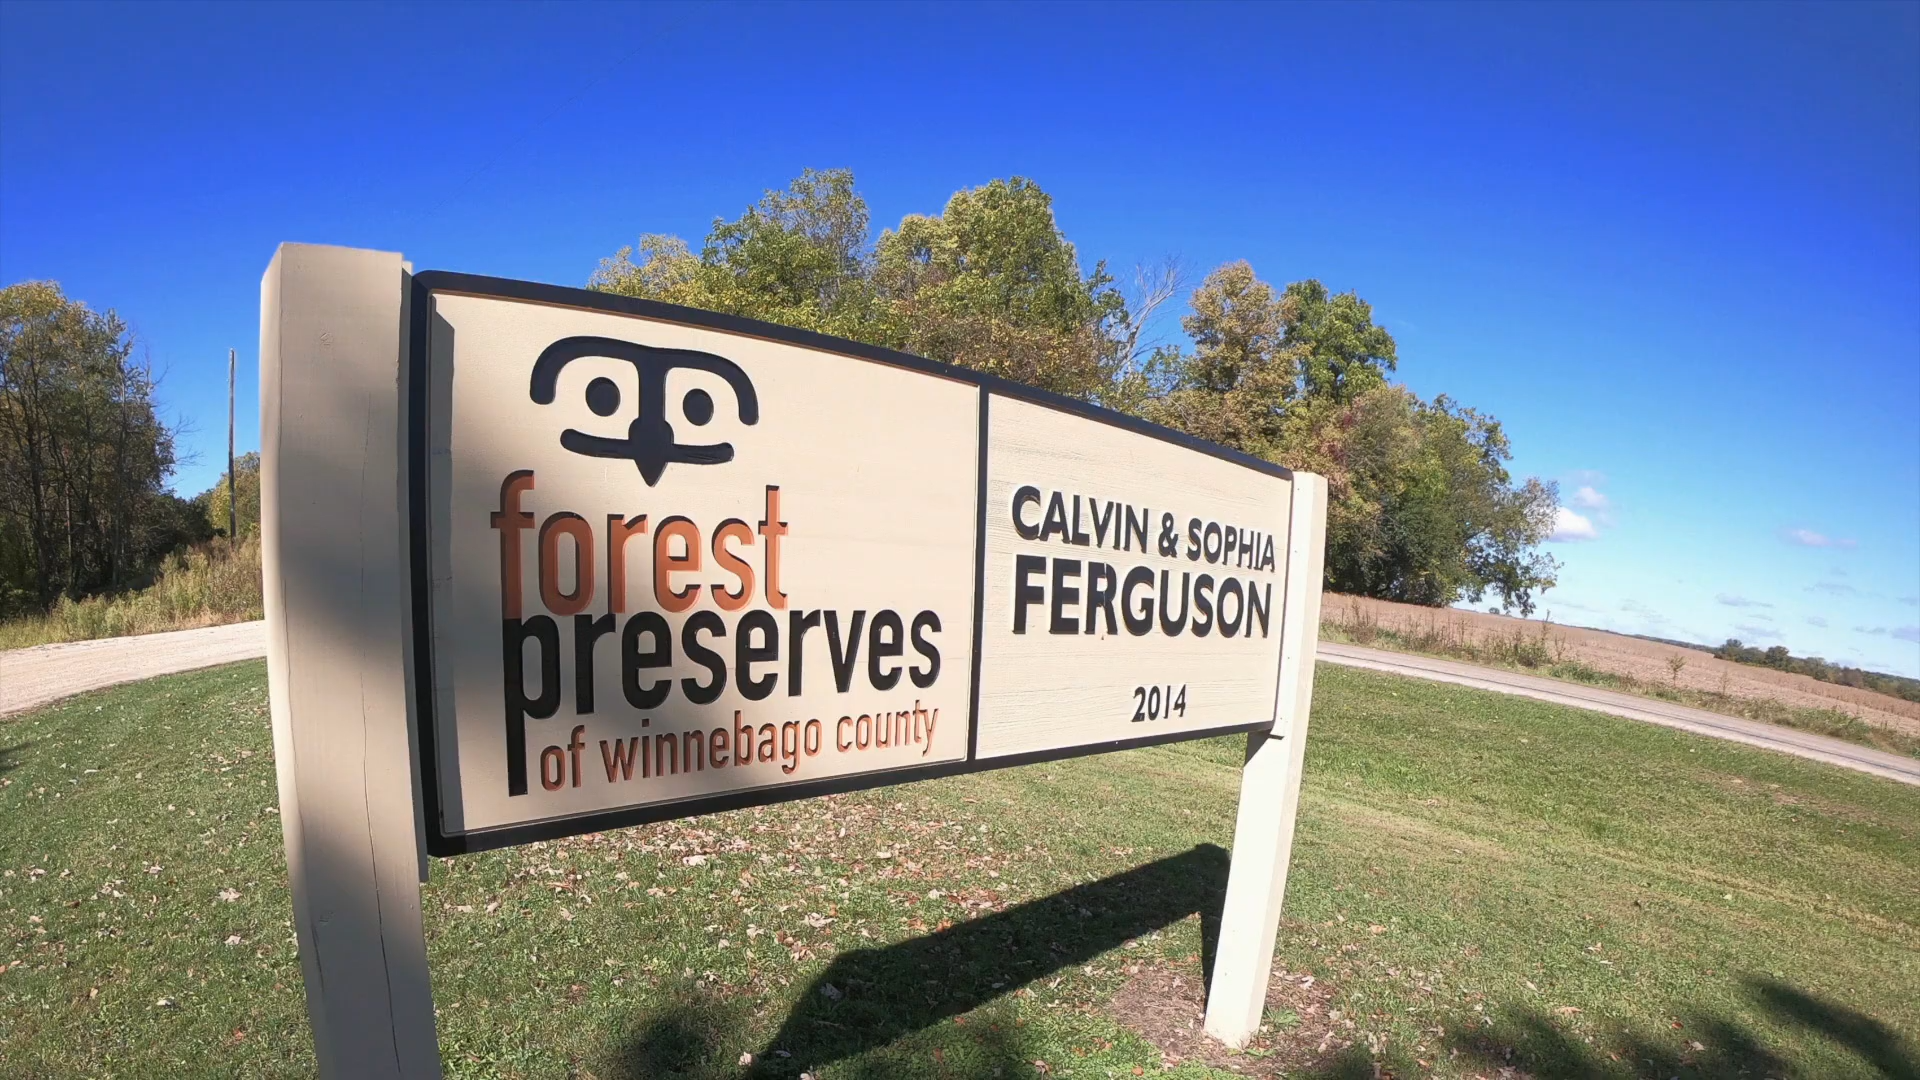 forest
preserves
of winnebago county
CALVIN & SOPHIA
FERGUSON
2014